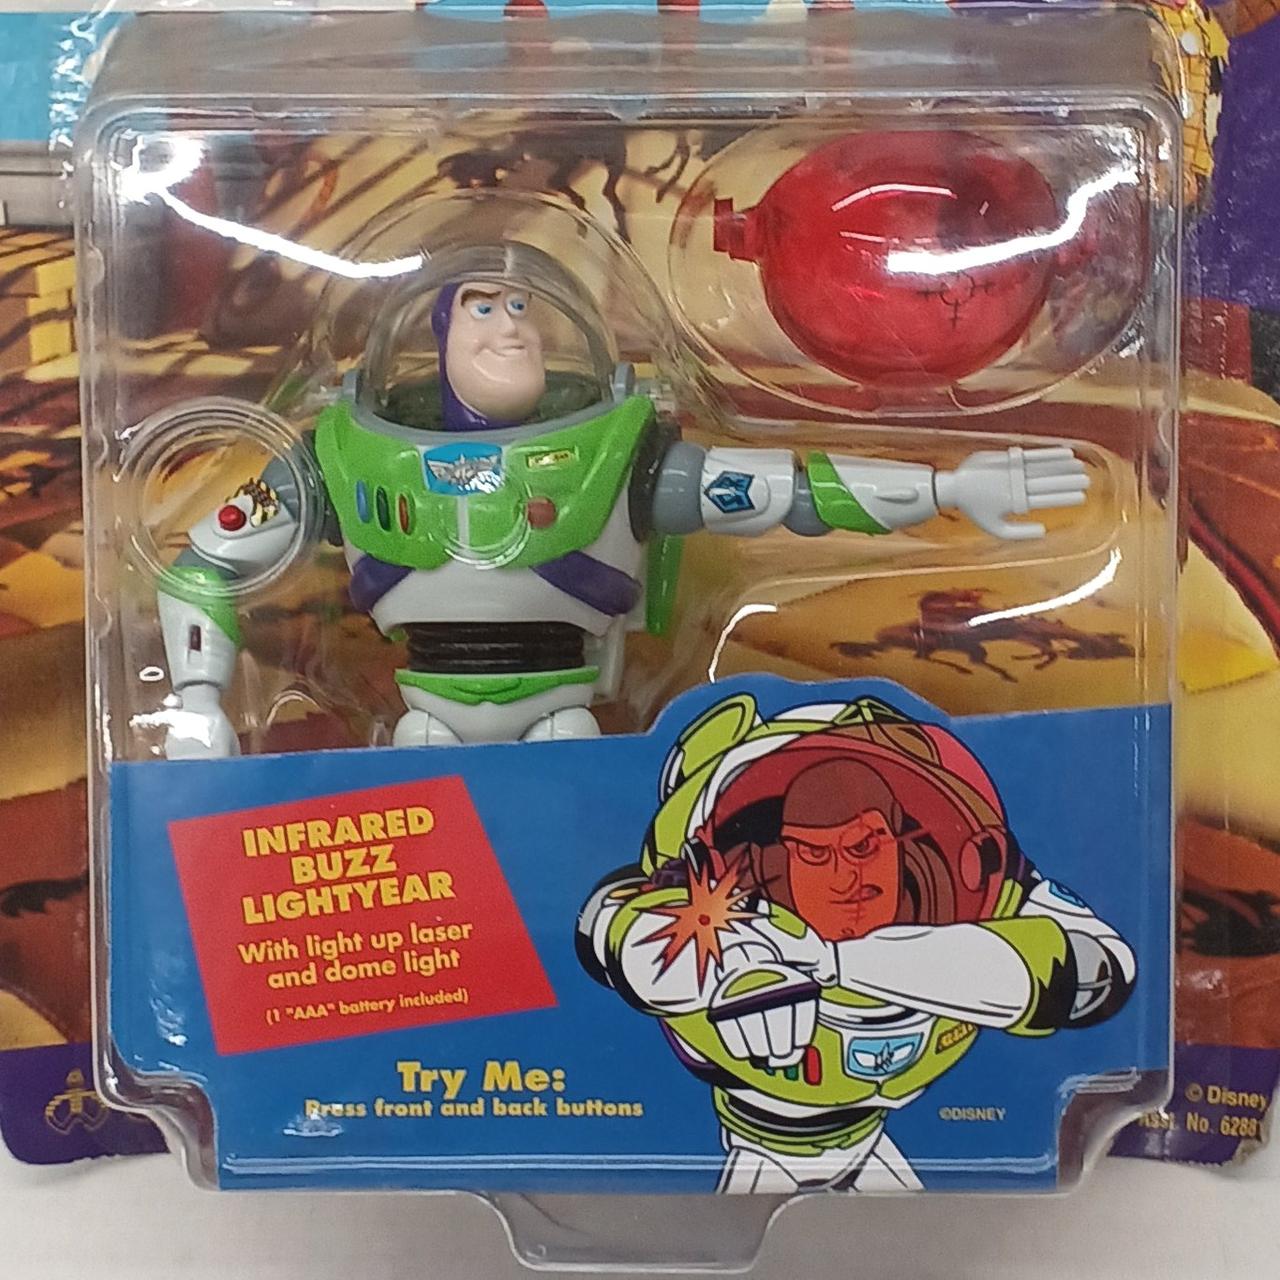 INFRARED
BUZZ
LIGHTYEAR
With light up laser
and dome light
(1 "AAA" battery included)
Try Me:
Press front and back buttons
©DISNEY
© Disney
Asst. No. 6288